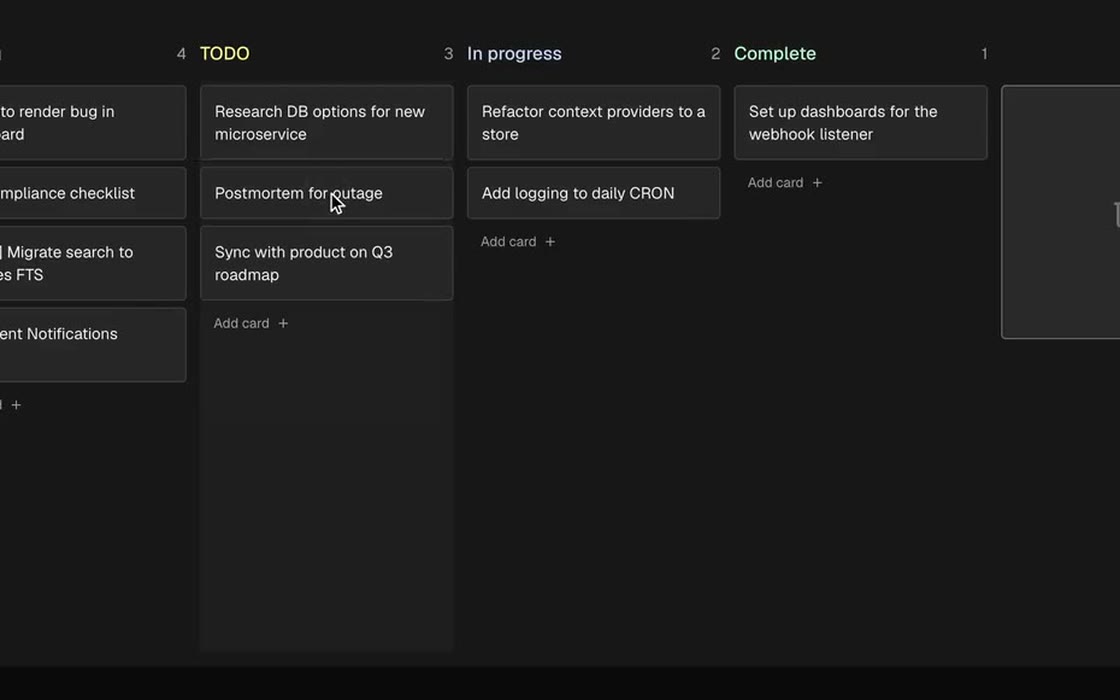 4
to render bug in
mpliance checklist
Migrate search to
es FTS
ent Notifications
+
TODO 3
Research DB options for new
microservice
Postmortem for outage
Sync with product on Q3
roadmap
Add card +
In progress 2
Refactor context providers to a
store
Add logging to daily CRON
Add card +
Complete 1
Set up dashboards for the
webhook listener
Add card +